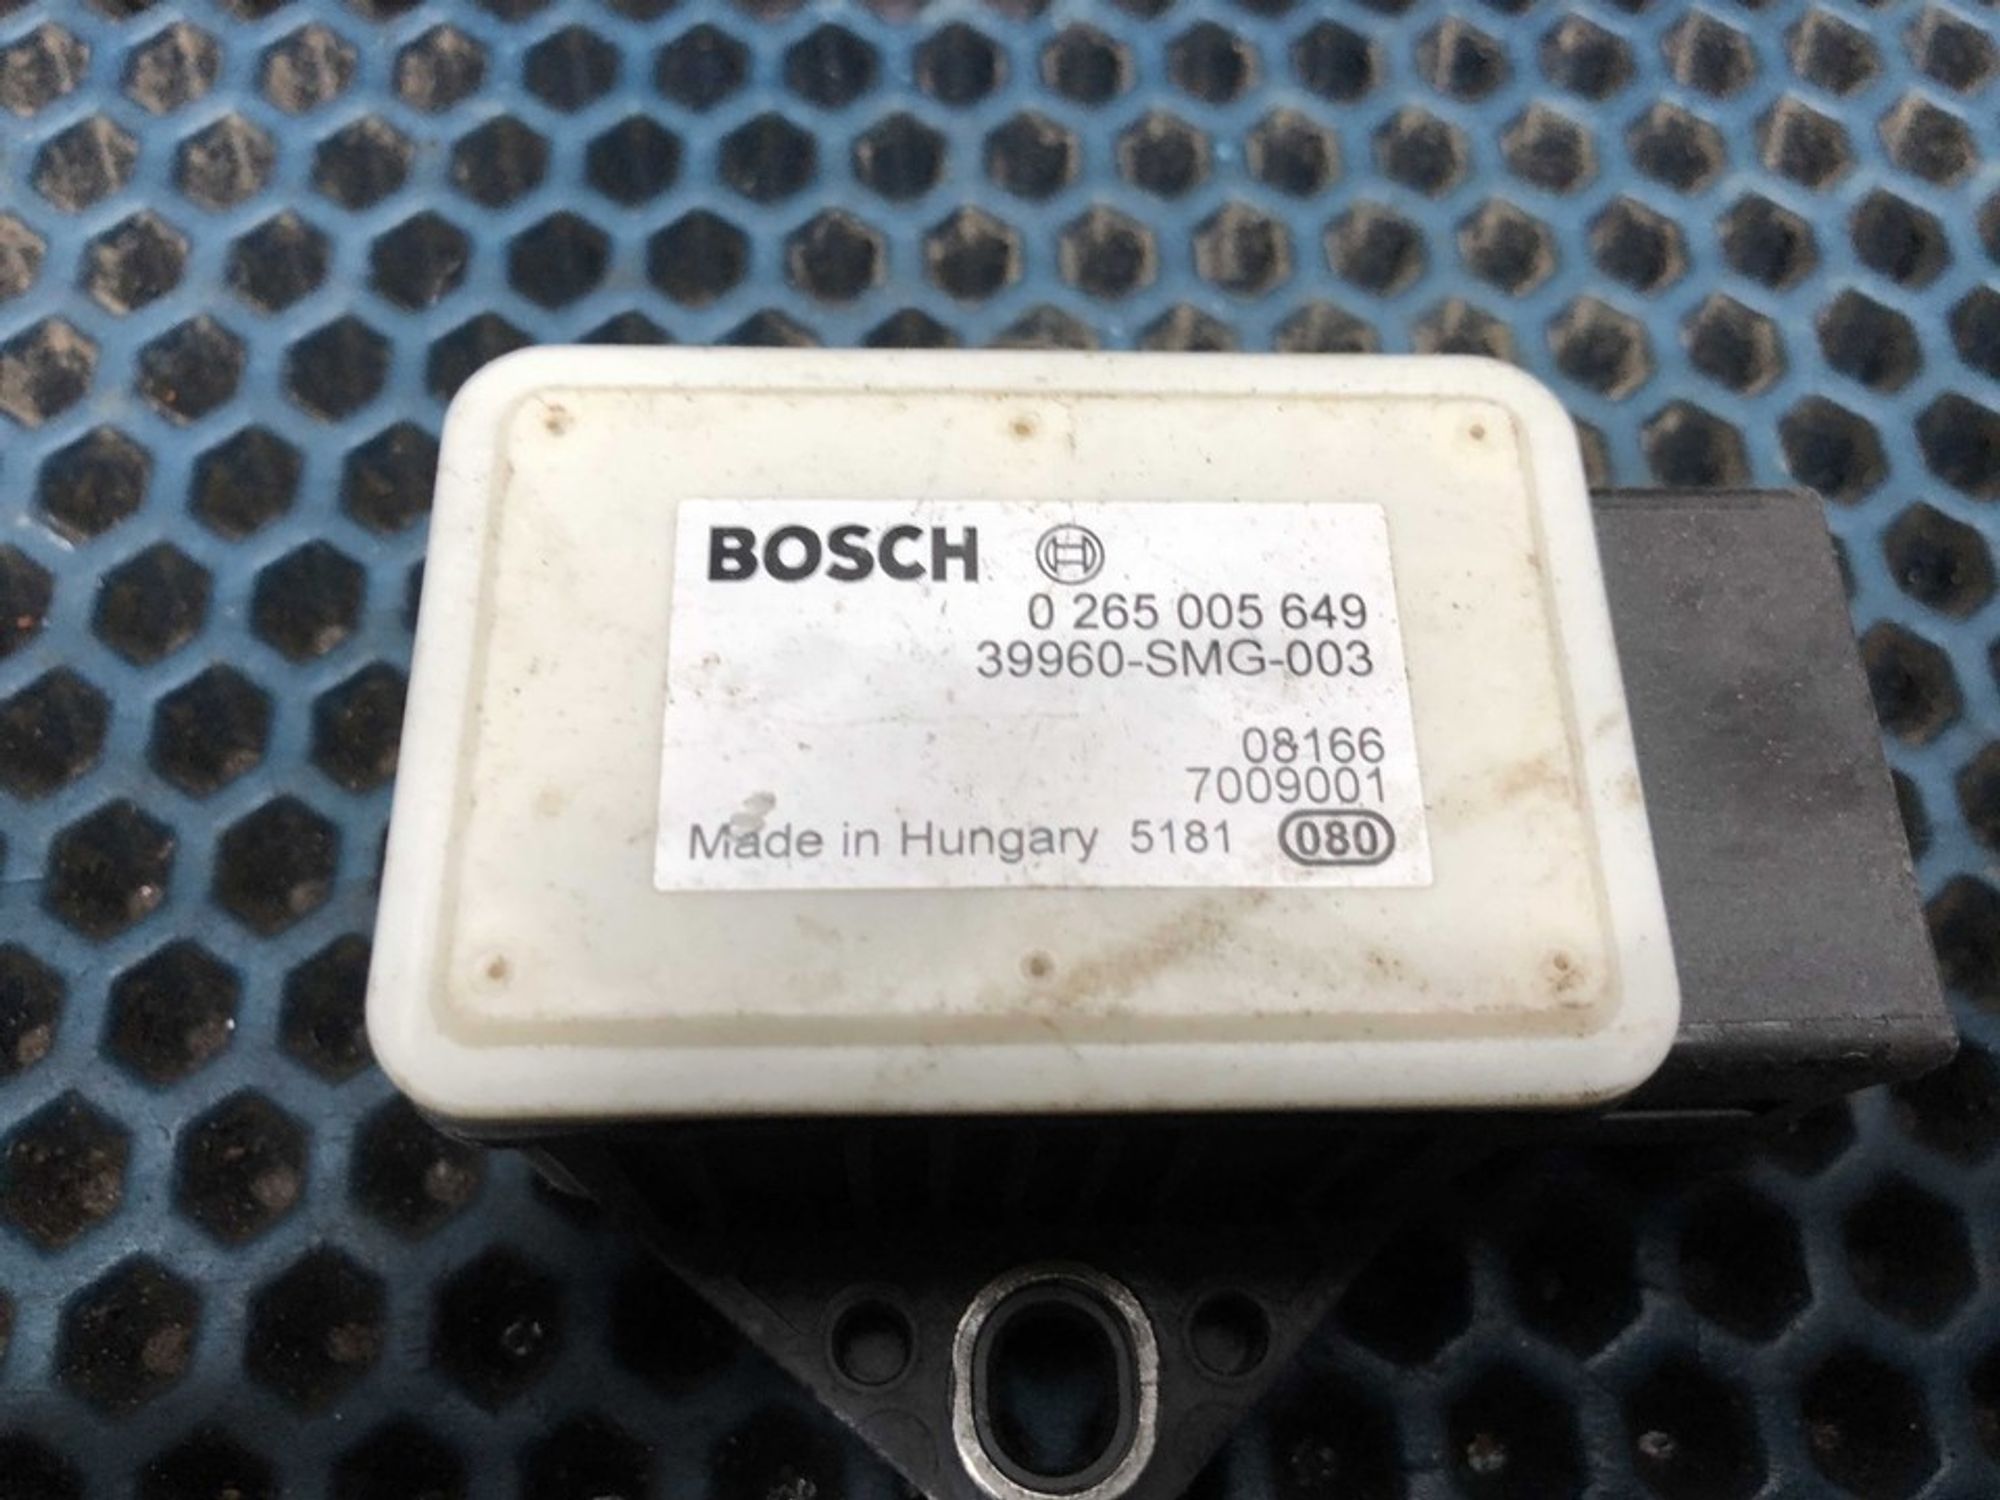 BOSCH
0 265 005 649
39960-SMG-003
08166
7009001
Made in Hungary 5181 080